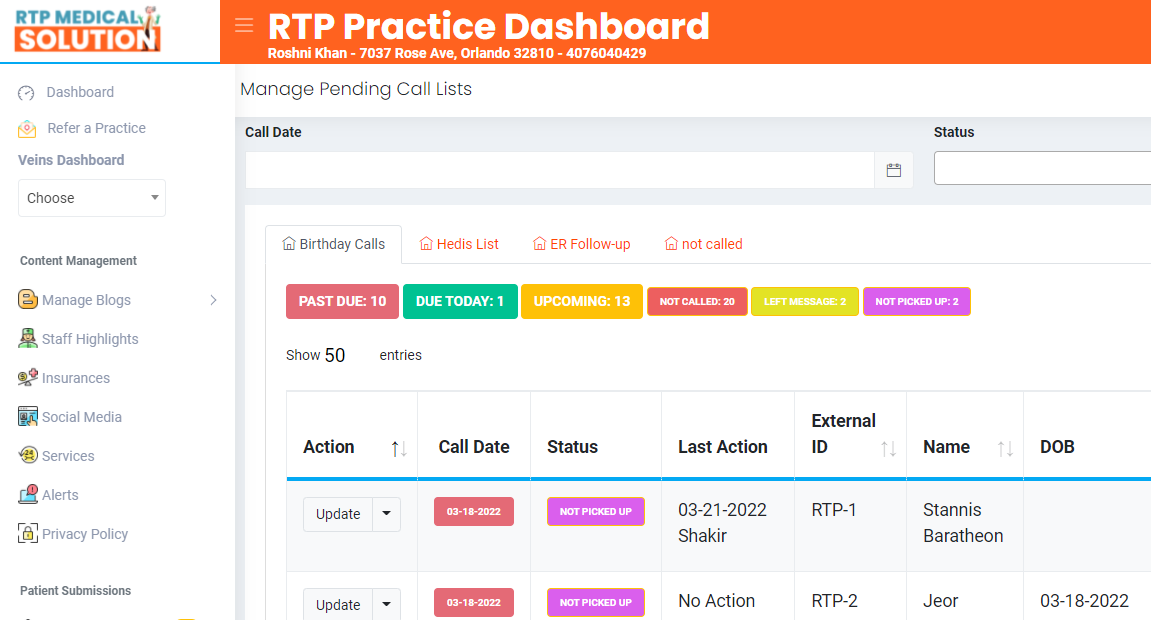 RTP MEDICAL
SOLUTION
RTP Practice Dashboard
Roshni Khan - 7037 Rose Ave, Orlando 32810 - 4076040429
Dashboard
Refer a Practice
Veins Dashboard
Choose
Content Management
Manage Blogs
Staff Highlights
Insurances
Social Media
Services
Alerts
Privacy Policy
Patient Submissions
Manage Pending Call Lists
Call Date
Status
Birthday Calls
Hedis List
ER Follow-up
not called
PAST DUE: 10
DUE TODAY: 1
UPCOMING: 13
NOT CALLED: 20
LEFT MESSAGE: 2
NOT PICKED UP: 2
Show 50 entries
Action
Call Date
Status
Last Action
External
ID
Name
DOB
Update
03-18-2022
NOT PICKED UP
03-21-2022
Shakir
RTP-1
Stannis
Baratheon
Update
03-18-2022
NOT PICKED UP
No Action
RTP-2
Jeor
03-18-2022